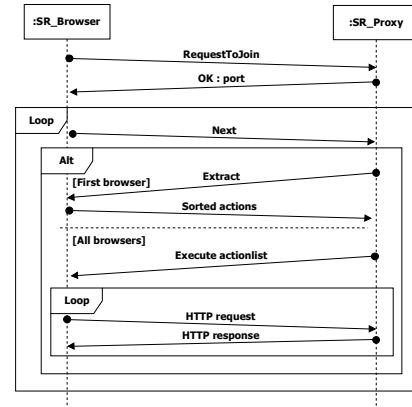 :SR_Browser
:SR_Proxy
RequestToJoin
OK : port
Loop
Next
Alt
Extract
[First browser]
Sorted actions
[All browsers]
Execute actionlist
Loop
HTTP request
HTTP response